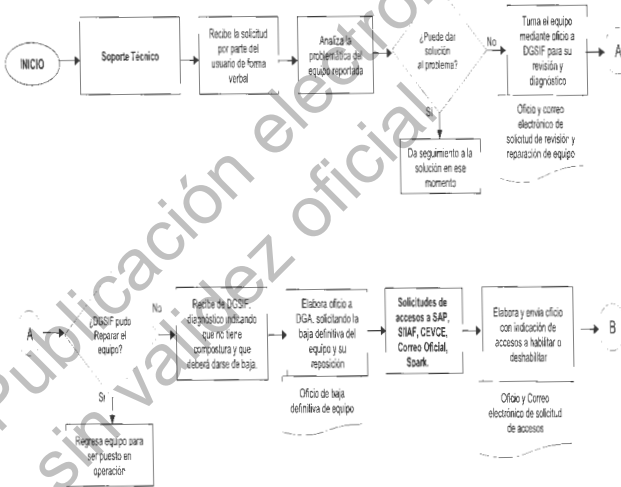 INICIO
Soporte Técnico
Recibe la solicitud
por parte del
usuario de forma
verbal
Analiza la
problemática del
equipo reportada
¿Puede dar
solución
al problema?
No
Turna el equipo
mediante oficio a
DGSIF para su
revisión y
diagnóstico
A
Oficio y correo
electrónico de
solicitud de revisión y
reparación de equipo
Si
Da seguimiento a la
solución en ese
momento
A
¿DGSIF pudo
Reparar el
equipo?
No
Recibe de DGSIF,
diagnóstico indicando
que no tiene
compostura y que
deberá darse de baja.
Elabora oficio a
DGA, solicitando la
baja definitiva del
equipo y su
reposición
Oficio de baja
definitiva de equipo
Solicitudes de
accesos a SAP,
SIIAF, CEVCE,
Correo Oficial,
Spark.
Elabora y envía oficio
con indicación de
accesos a habilitar o
deshabilitar
B
Oficio y Correo
electrónico de solicitud
de accesos
Si
Regresa equipo para
ser puesto en
operación
Publicación electrón
sin validez oficial